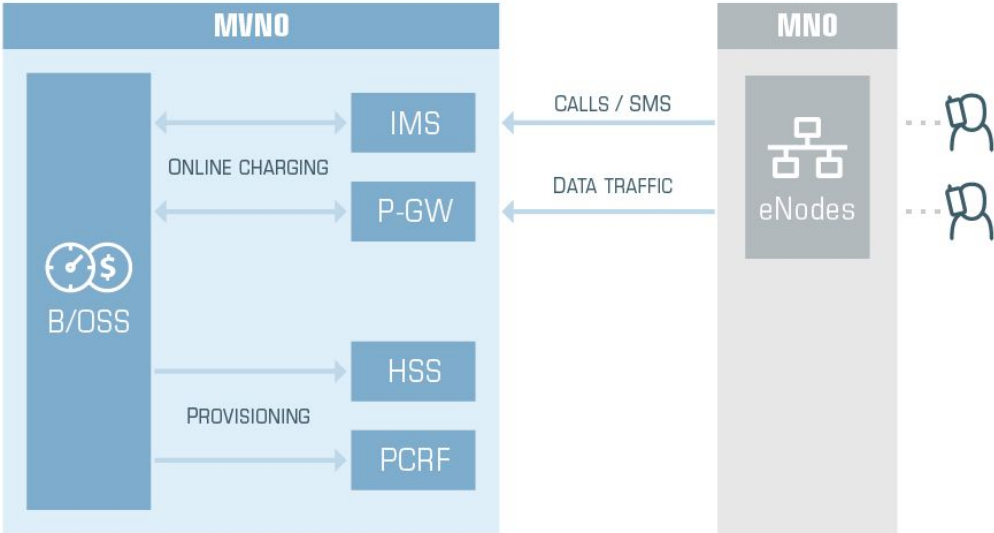 MVNO
MNO
CALLS / SMS
IMS
ONLINE CHARGING
DATA TRAFFIC
P-GW
eNodes
$
B/OSS
HSS
PROVISIONING
PCRF